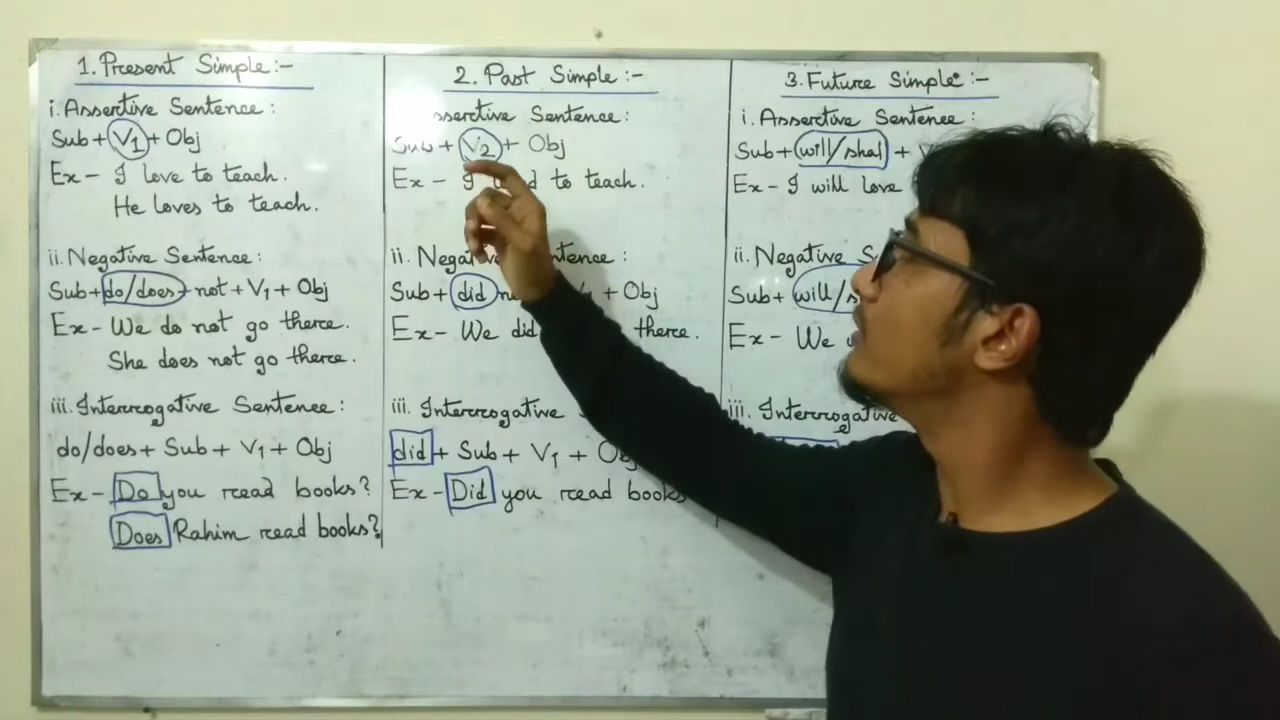 1. Present Simple :-
i. Assertive Sentence :
Sub + V1 + Obj
Ex - I love to teach.
He loves to teach.
ii. Negative Sentence :
Sub + do/does + not + V1 + Obj
Ex - We do not go there.
She does not go there.
iii. Interrogative Sentence :
do/does + Sub + V1 + Obj
Ex - Do you read books?
Does Rahim read books?
2. Past Simple :-
Sentence :
Sub + V2 + Obj
Ex - I to teach.
ii. Negative Sentence :
Sub + did + Obj
Ex - We did there.
iii. Interrogative
did + Sub + V1 +
Ex - Did you read books
3. Future Simple :-
i. Assertive Sentence :
Sub + will/shal +
Ex - I will love
ii. Negative
Sub + will/
Ex - We
iii. Interrogative